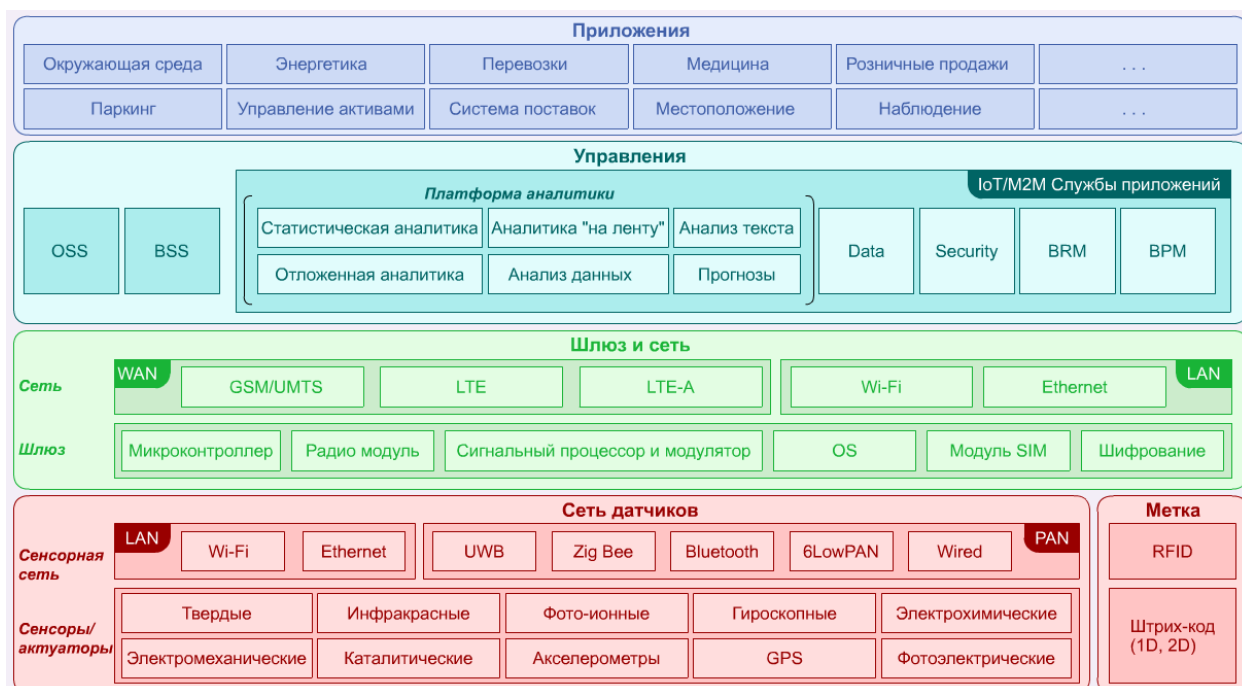 Приложения
Окружающая среда
Энергетика
Перевозки
Медицина
Розничные продажи
. . .
Паркинг
Управление активами
Система поставок
Местоположение
Наблюдение
. . .
Управления
IoT/M2M Службы приложений
Платформа аналитики
OSS
BSS
Статистическая аналитика
Аналитика "на ленту"
Анализ текста
Отложенная аналитика
Анализ данных
Прогнозы
Data
Security
BRM
BPM
Шлюз и сеть
Сеть
WAN
GSM/UMTS
LTE
LTE-A
Wi-Fi
Ethernet
LAN
Шлюз
Микроконтроллер
Радио модуль
Сигнальный процессор и модулятор
OS
Модуль SIM
Шифрование
Сеть датчиков
Сенсорная
сеть
LAN
Wi-Fi
Ethernet
UWB
Zig Bee
Bluetooth
6LowPAN
Wired
PAN
Сенсоры/
актуаторы
Твердые
Инфракрасные
Фото-ионные
Гироскопные
Электрохимические
Электромеханические
Каталитические
Акселерометры
GPS
Фотоэлектрические
Метка
RFID
Штрих-код
(1D, 2D)